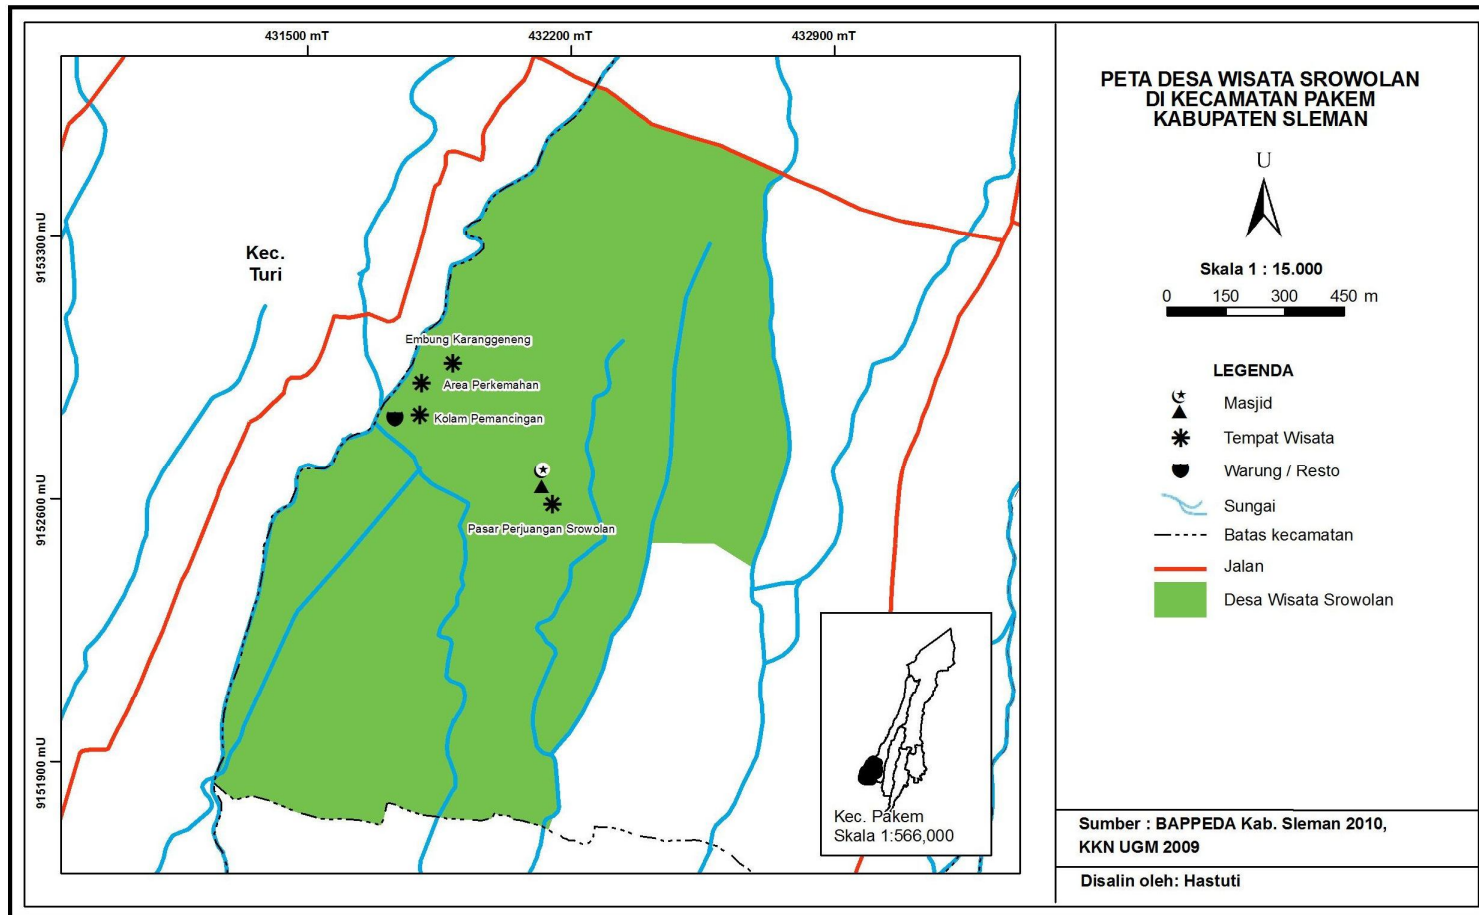 431500 mT
432200 mT
432900 mT
9153300 mU
9152600 mU
9151900 mU
Kec.
Turi
Embung Karanggeneng
Area Perkemahan
Kolam Pemancingan
Pasar Perjuangan Srowolan
Kec. Pakem
Skala 1:566,000
PETA DESA WISATA SROWOLAN
DI KECAMATAN PAKEM
KABUPATEN SLEMAN
U
Skala 1 : 15.000
0 150 300 450 m
LEGENDA
Masjid
Tempat Wisata
Warung / Resto
Sungai
Batas kecamatan
Jalan
Desa Wisata Srowolan
Sumber : BAPPEDA Kab. Sleman 2010,
KKN UGM 2009
Disalin oleh: Hastuti